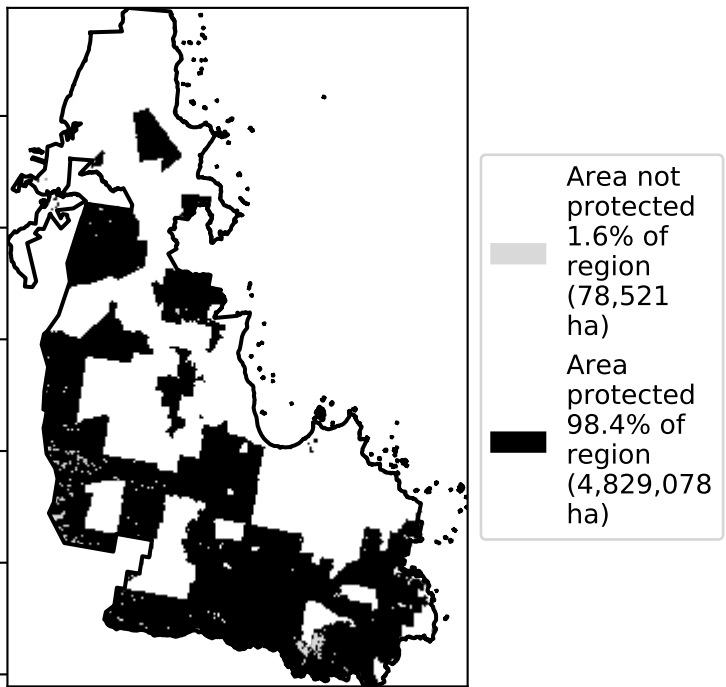 Area not
protected
1.6% of
region
(78,521
ha)
Area
protected
98.4% of
region
(4,829,078
ha)